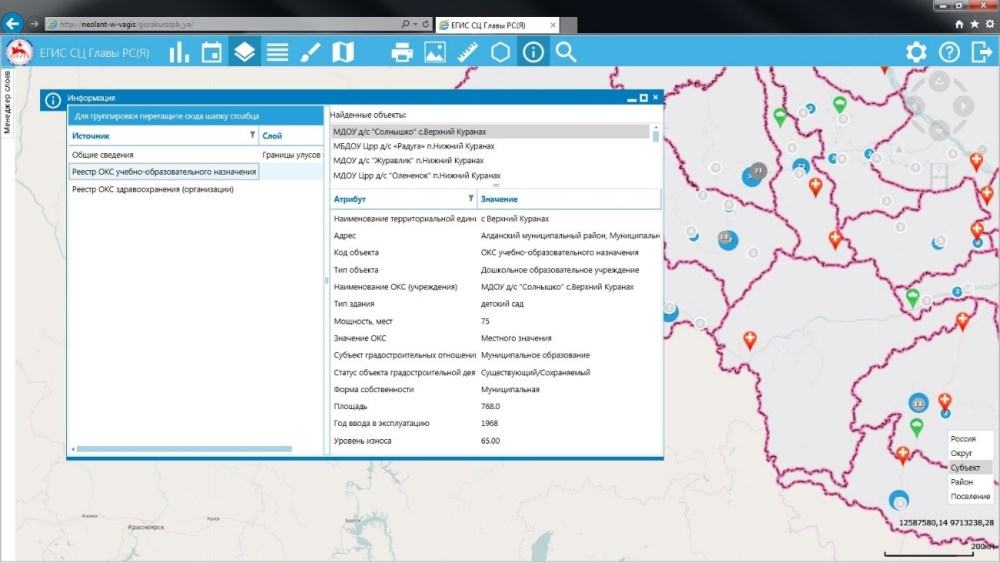 http://neolant-w-vagis/gisrakurszpb_ya/
ЕГИС СЦ Главы РС(Я)
ЕГИС СЦ Главы РС(Я)
Менеджер слоев
Информация
Для группировки перетащите сюда шапку столбца
Источник Слой
Общие сведения Границы улусов
Реестр ОКС учебно-образовательного назначения
Реестр ОКС здравоохранения (организации)
Найденные объекты:
МДОУ д/с "Солнышко" с.Верхний Куранах
МБДОУ Црр д/с «Радуга» п.Нижний Куранах
МДОУ д/с "Журавлик" п.Нижний Куранах
МДОУ Црр д/с "Олененок" п.Нижний Куранах
Атрибут Значение
Наименование территориальной един с Верхний Куранах
Адрес Алданский муниципальный район, Муниципальн
Код объекта ОКС учебно-образовательного назначения
Тип объекта Дошкольное образовательное учреждение
Наименование ОКС (учреждения) МДОУ д/с "Солнышко" с.Верхний Куранах
Тип здания детский сад
Мощность, мест 75
Значение ОКС Местного значения
Субъект градостроительных отношени Муниципальное образование
Статус объекта градостроительной дея Существующий/Сохраняемый
Форма собственности Муниципальная
Площадь 768.0
Год ввода в эксплуатацию 1968
Уровень износа 65.00
21
Россия
Округ
Субъект
Район
Поселение
Красноярск
12587580,14 9713238,28
200км